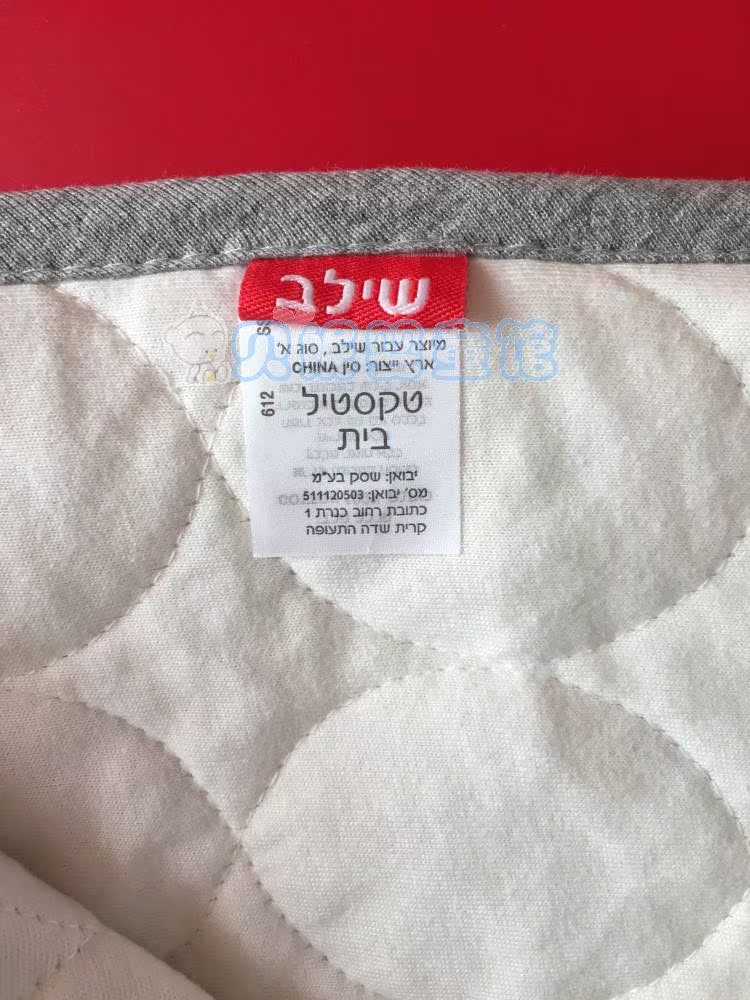 שילב
מיוצר עבור שילב, סוג א'
ארץ ייצור: סין CHINA
טקסטיל
בית
יבואן: שסק בע"מ
מס' יבואן: 511120503
כתובת רחוב כנרת 1
קרית שדה התעופה
612